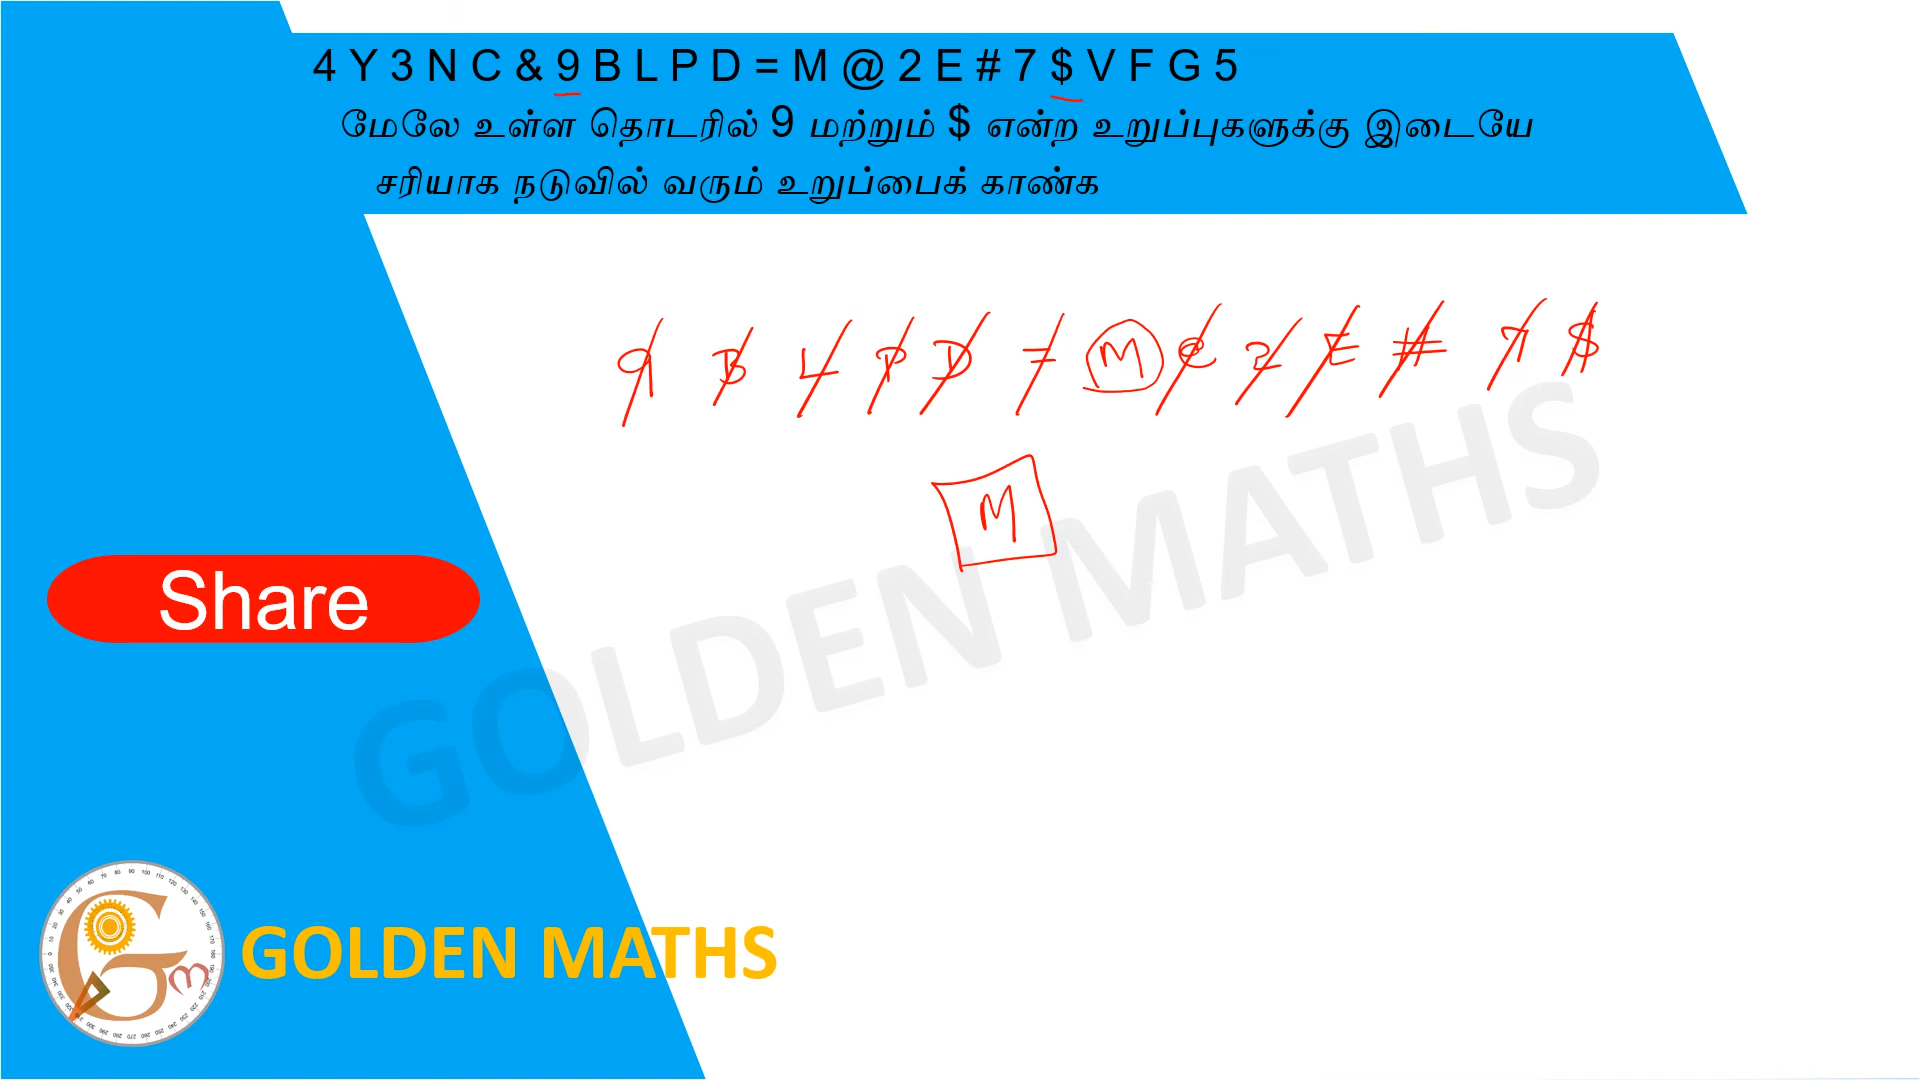 4 Y 3 N C & 9 B L P D = M @ 2 E # 7 $ V F G 5
மேலே உள்ள தொடரில் 9 மற்றும் $ என்ற உறுப்புகளுக்கு இடையே
சரியாக நடுவில் வரும் உறுப்பைக் காண்க
9 B L P D = M @ 2 E # 7 $
M
Share
GOLDEN MATHS
GOLDEN MATHS